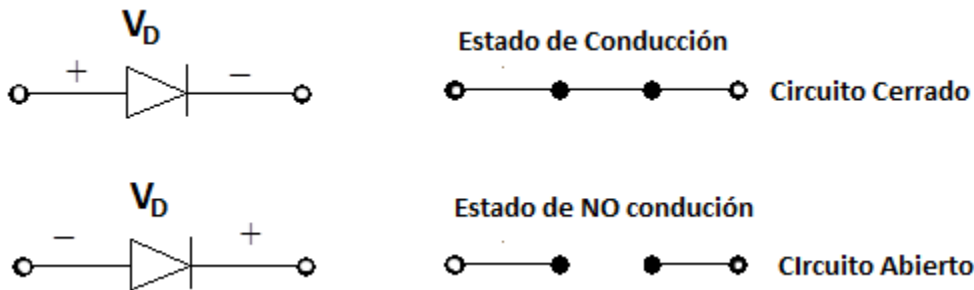 V_D
Estado de Conducción
+ −
Circuito Cerrado
V_D
Estado de NO condución
− +
CIrcuito Abierto